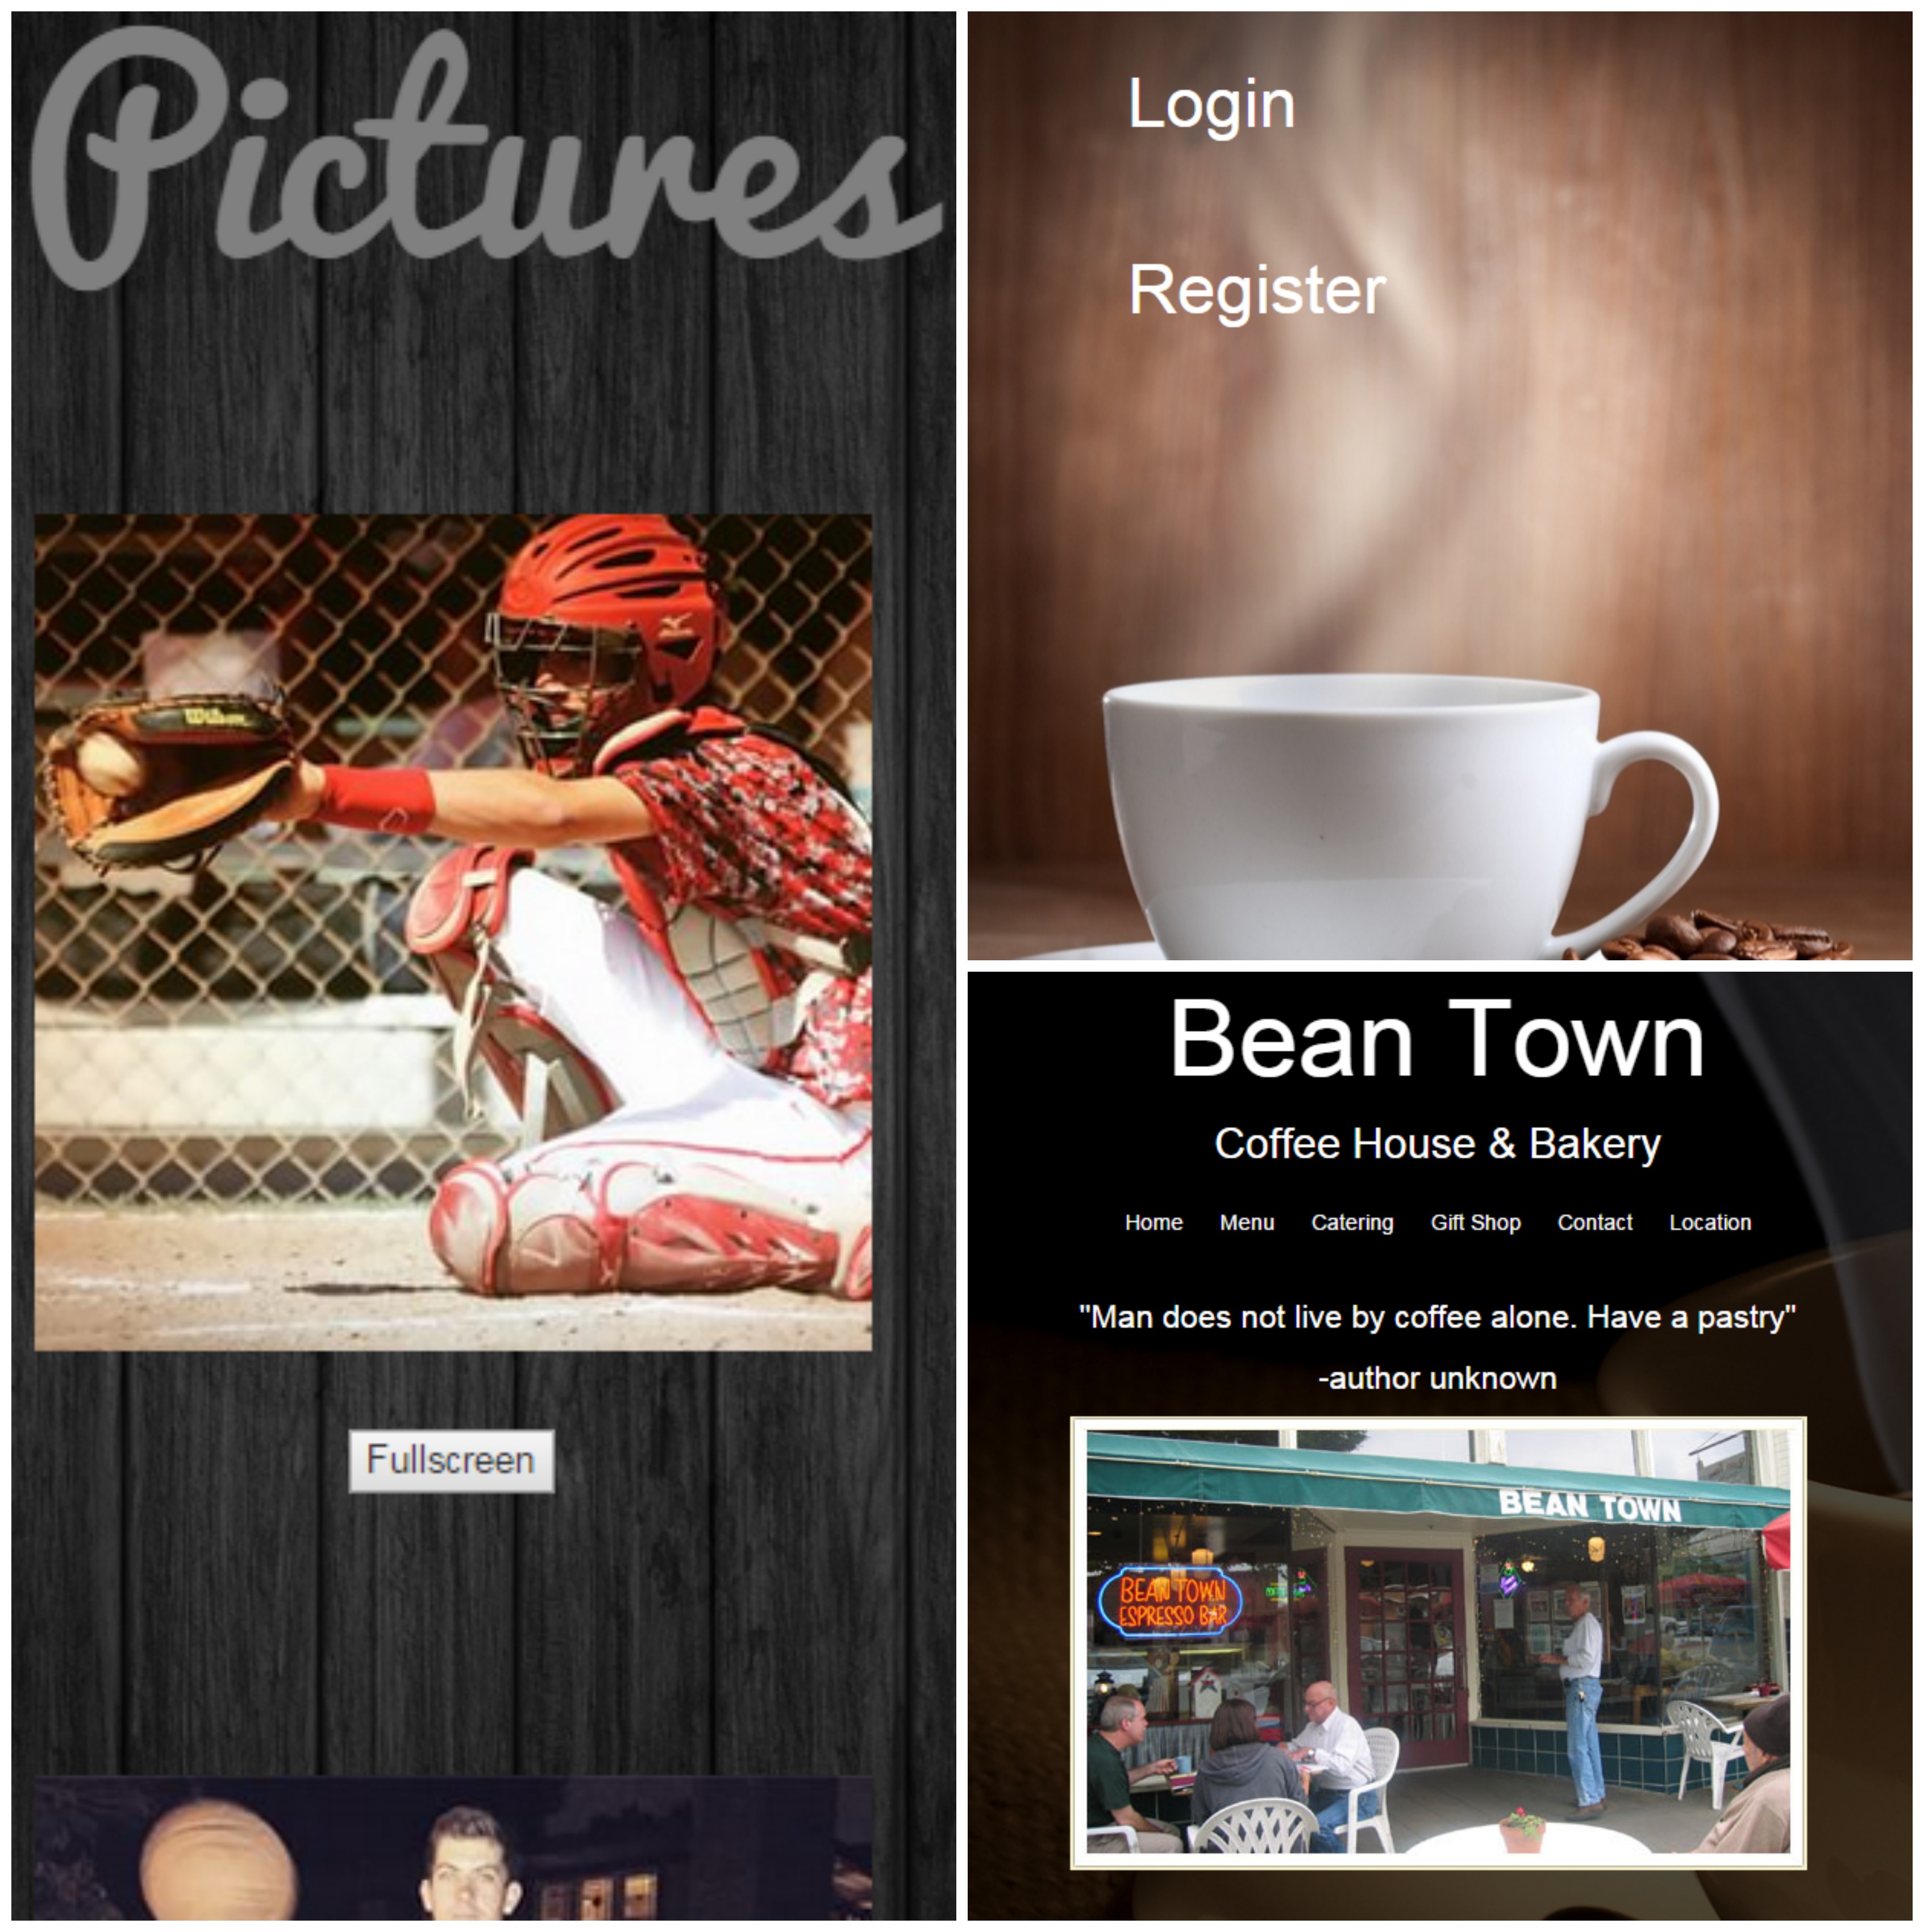 Pictures
Wilson
Fullscreen
Login
Register
Bean Town
Coffee House & Bakery
Home Menu Catering Gift Shop Contact Location
"Man does not live by coffee alone. Have a pastry"
-author unknown
BEAN TOWN
BEAN TOWN
ESPRESSO BAR